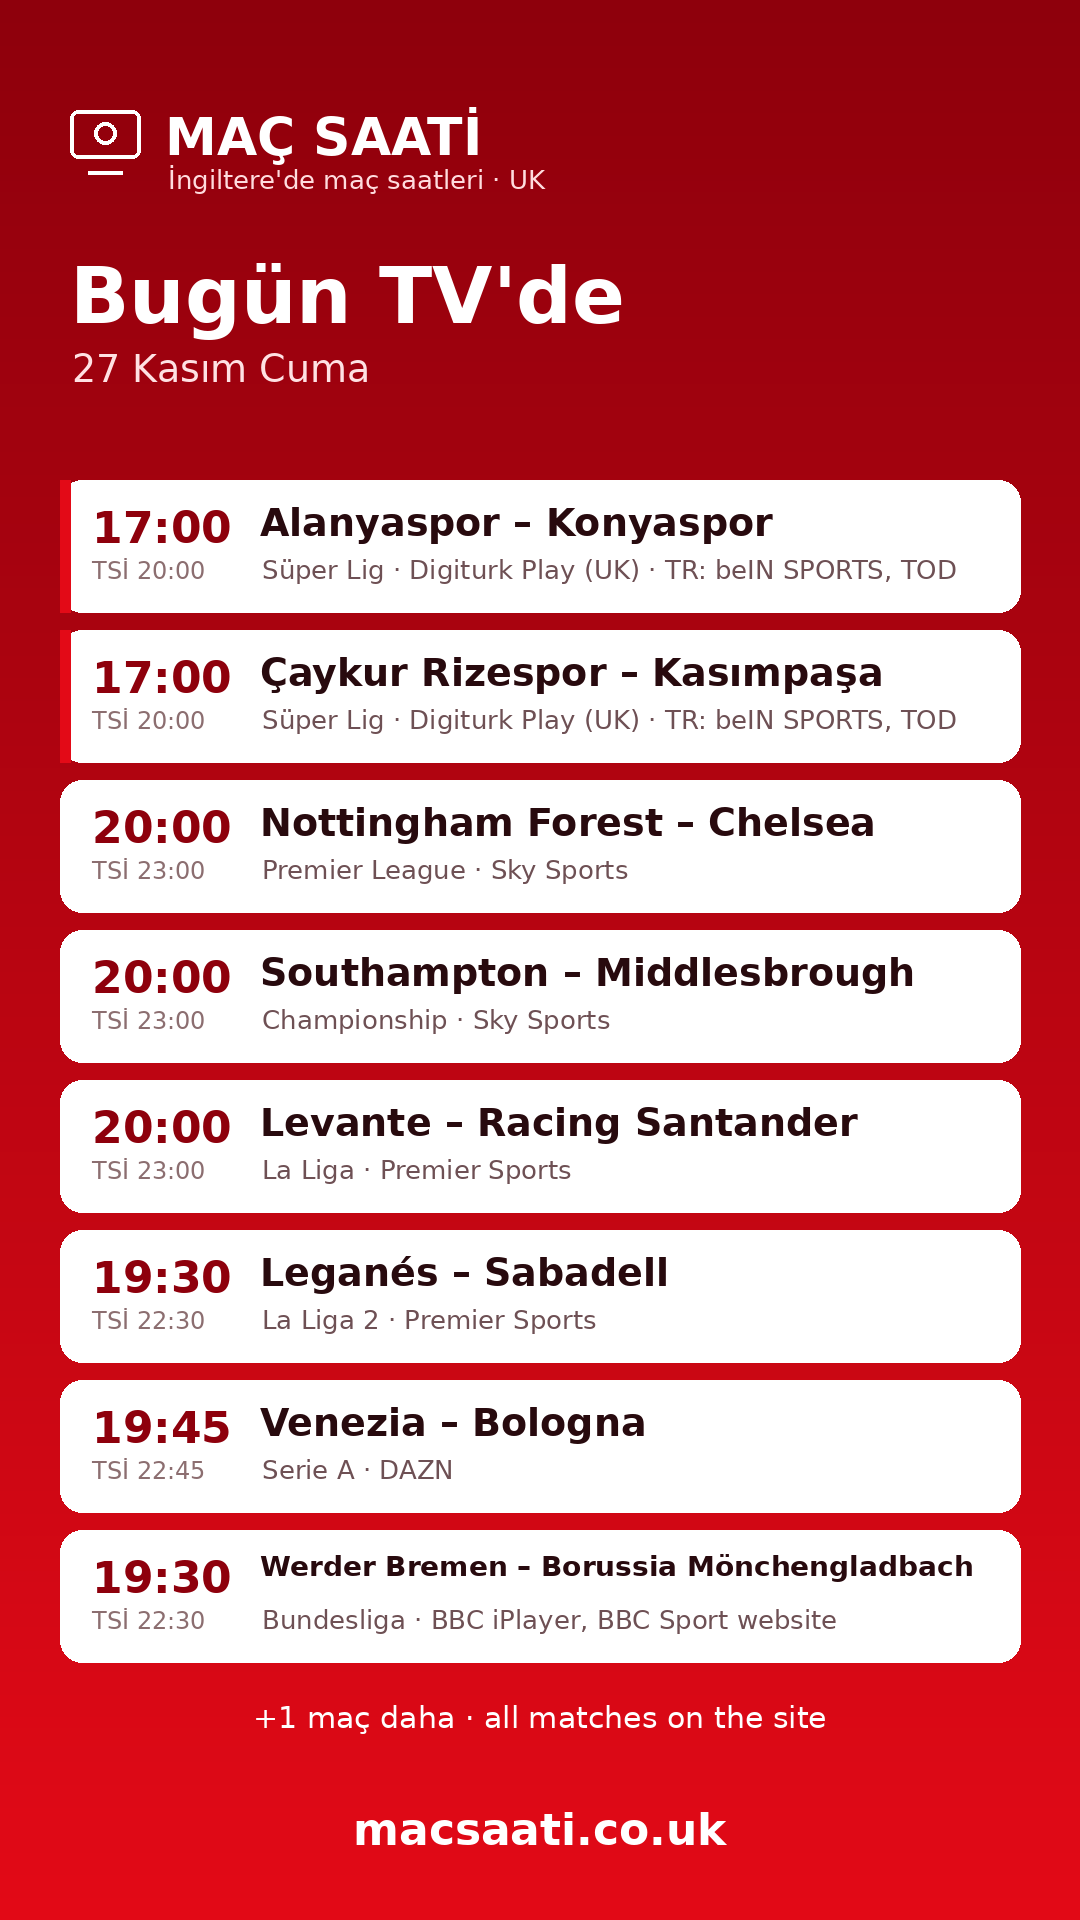 MAÇ SAATİ
İngiltere'de maç saatleri · UK
Bugün TV'de
27 Kasım Cuma
17:00 Alanyaspor – Konyaspor
TSİ 20:00 Süper Lig · Digiturk Play (UK) · TR: beIN SPORTS, TOD
17:00 Çaykur Rizespor – Kasımpaşa
TSİ 20:00 Süper Lig · Digiturk Play (UK) · TR: beIN SPORTS, TOD
20:00 Nottingham Forest – Chelsea
TSİ 23:00 Premier League · Sky Sports
20:00 Southampton – Middlesbrough
TSİ 23:00 Championship · Sky Sports
20:00 Levante – Racing Santander
TSİ 23:00 La Liga · Premier Sports
19:30 Leganés – Sabadell
TSİ 22:30 La Liga 2 · Premier Sports
19:45 Venezia – Bologna
TSİ 22:45 Serie A · DAZN
19:30 Werder Bremen – Borussia Mönchengladbach
TSİ 22:30 Bundesliga · BBC iPlayer, BBC Sport website
+1 maç daha · all matches on the site
macsaati.co.uk